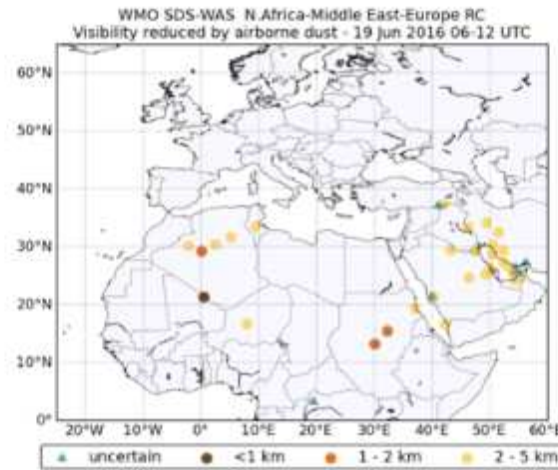 WMO SDS-WAS N.Africa-Middle East-Europe RC
Visibility reduced by airborne dust - 19 Jun 2016 06-12 UTC
60°N
50°N
40°N
30°N
20°N
10°N
0°
20°W 10°W 0° 10°E 20°E 30°E 40°E 50°E 60°E
uncertain <1 km 1 - 2 km 2 - 5 km